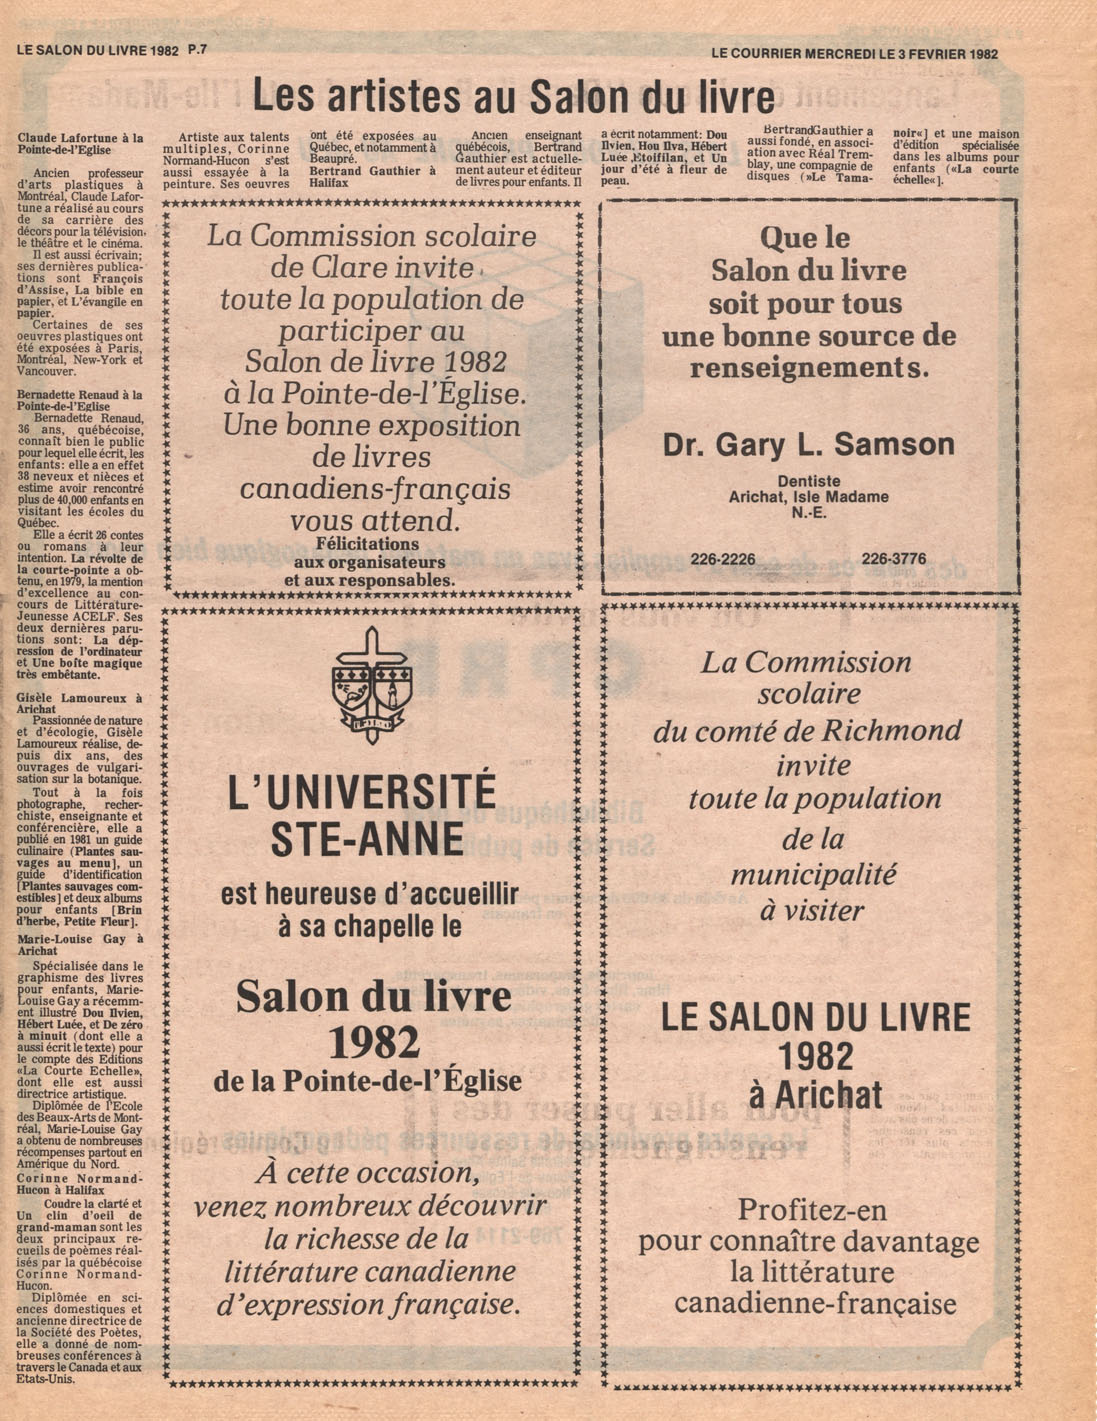 LE SALON DU LIVRE 1982 P.7
LE COURRIER MERCREDI LE 3 FEVRIER 1982
Les artistes au Salon du livre
Claude Lafortune à la
Pointe-de-l'Eglise
Ancien professeur
d'arts plastiques à
Montréal, Claude Lafor-
tune a réalisé au cours
de sa carrière des
décors pour la télévision,
le théâtre et le cinéma.
Il est aussi écrivain;
ses dernières publica-
tions sont François
d'Assise, La bible en
papier, et L'évangile en
papier.
Certaines de ses
oeuvres plastiques ont
été exposées à Paris,
Montréal, New-York et
Vancouver.
Bernadette Renaud à la
Pointe-de-l'Eglise
Bernadette Renaud,
36 ans, québécoise,
connaît bien le public
pour lequel elle écrit, les
enfants: elle a en effet
38 neveux et nièces et
estime avoir rencontré
plus de 40,000 enfants en
visitant les écoles du
Québec.
Elle a écrit 26 contes
ou romans à leur
intention. La révolte de
la courte-pointe a ob-
tenu, en 1979, la mention
d'excellence au con-
cours de Littérature-
Jeunesse ACELF. Ses
deux dernières paru-
tions sont: La dép-
ression de l'ordinateur
et Une boîte magique
très embêtante.
Gisèle Lamoureux à
Arichat
Passionnée de nature
et d'écologie, Gisèle
Lamoureux réalise, de-
puis dix ans, des
ouvrages de vulgari-
sation sur la botanique.
Tout à la fois
photographe, recher-
chiste, enseignante et
conférencière, elle a
publié en 1981 un guide
culinaire (Plantes sau-
vages au menu], un
guide d'identification
[Plantes sauvages com-
estibles] et deux albums
pour enfants [Brin
d'herbe, Petite Fleur].
Marie-Louise Gay à
Arichat
Spécialisée dans le
graphisme des livres
pour enfants, Marie-
Louise Gay a récemm-
ent illustré Dou Ilvien,
Hébert Luée, et De zéro
à minuit (dont elle a
aussi écrit le texte) pour
le compte des Editions
«La Courte Echelle»,
dont elle est aussi
directrice artistique.
Diplômée de l'Ecole
des Beaux-Arts de Mont-
réal, Marie-Louise Gay
a obtenu de nombreuses
récompenses partout en
Amérique du Nord.
Corinne Normand-
Hucon à Halifax
Coudre la clarté et
Un clin d'oeil de
grand-maman sont les
deux principaux re-
cueils de poèmes réal-
isés par la québécoise
Corinne Normand-
Hucon.
Diplômée en sci-
ences domestiques et
ancienne directrice de
la Société des Poètes,
elle a donné de nom-
breuses conférences à
travers le Canada et aux
Etats-Unis.
Artiste aux talents
multiples, Corinne
Normand-Hucon s'est
aussi essayée à la
peinture. Ses oeuvres
ont été exposées au
Québec, et notamment à
Beaupré.
Bertrand Gauthier à
Halifax
Ancien enseignant
québécois, Bertrand
Gauthier est actuelle-
ment auteur et éditeur
de livres pour enfants. Il
a écrit notamment: Dou
Ilvien, Hou Ilva, Hébert
Luée, Etoifilan, et Un
jour d'été à fleur de
peau.
Bertrand Gauthier a
aussi fondé, en associ-
ation avec Réal Trem-
blay, une compagnie de
disques («Le Tama-
noir«] et une maison
d'édition spécialisée
dans les albums pour
enfants («La courte
échelle«].
La Commission scolaire
de Clare invite
toute la population de
participer au
Salon de livre 1982
à la Pointe-de-l'Église.
Une bonne exposition
de livres
canadiens-français
vous attend.
Félicitations
aux organisateurs
et aux responsables.
Que le
Salon du livre
soit pour tous
une bonne source de
renseignements.
Dr. Gary L. Samson
Dentiste
Arichat, Isle Madame
N.-E.
226-2226 226-3776
L'UNIVERSITÉ
STE-ANNE
est heureuse d'accueillir
à sa chapelle le
Salon du livre
1982
de la Pointe-de-l'Église
À cette occasion,
venez nombreux découvrir
la richesse de la
littérature canadienne
d'expression française.
La Commission
scolaire
du comté de Richmond
invite
toute la population
de la
municipalité
à visiter
LE SALON DU LIVRE
1982
à Arichat
Profitez-en
pour connaître davantage
la littérature
canadienne-française